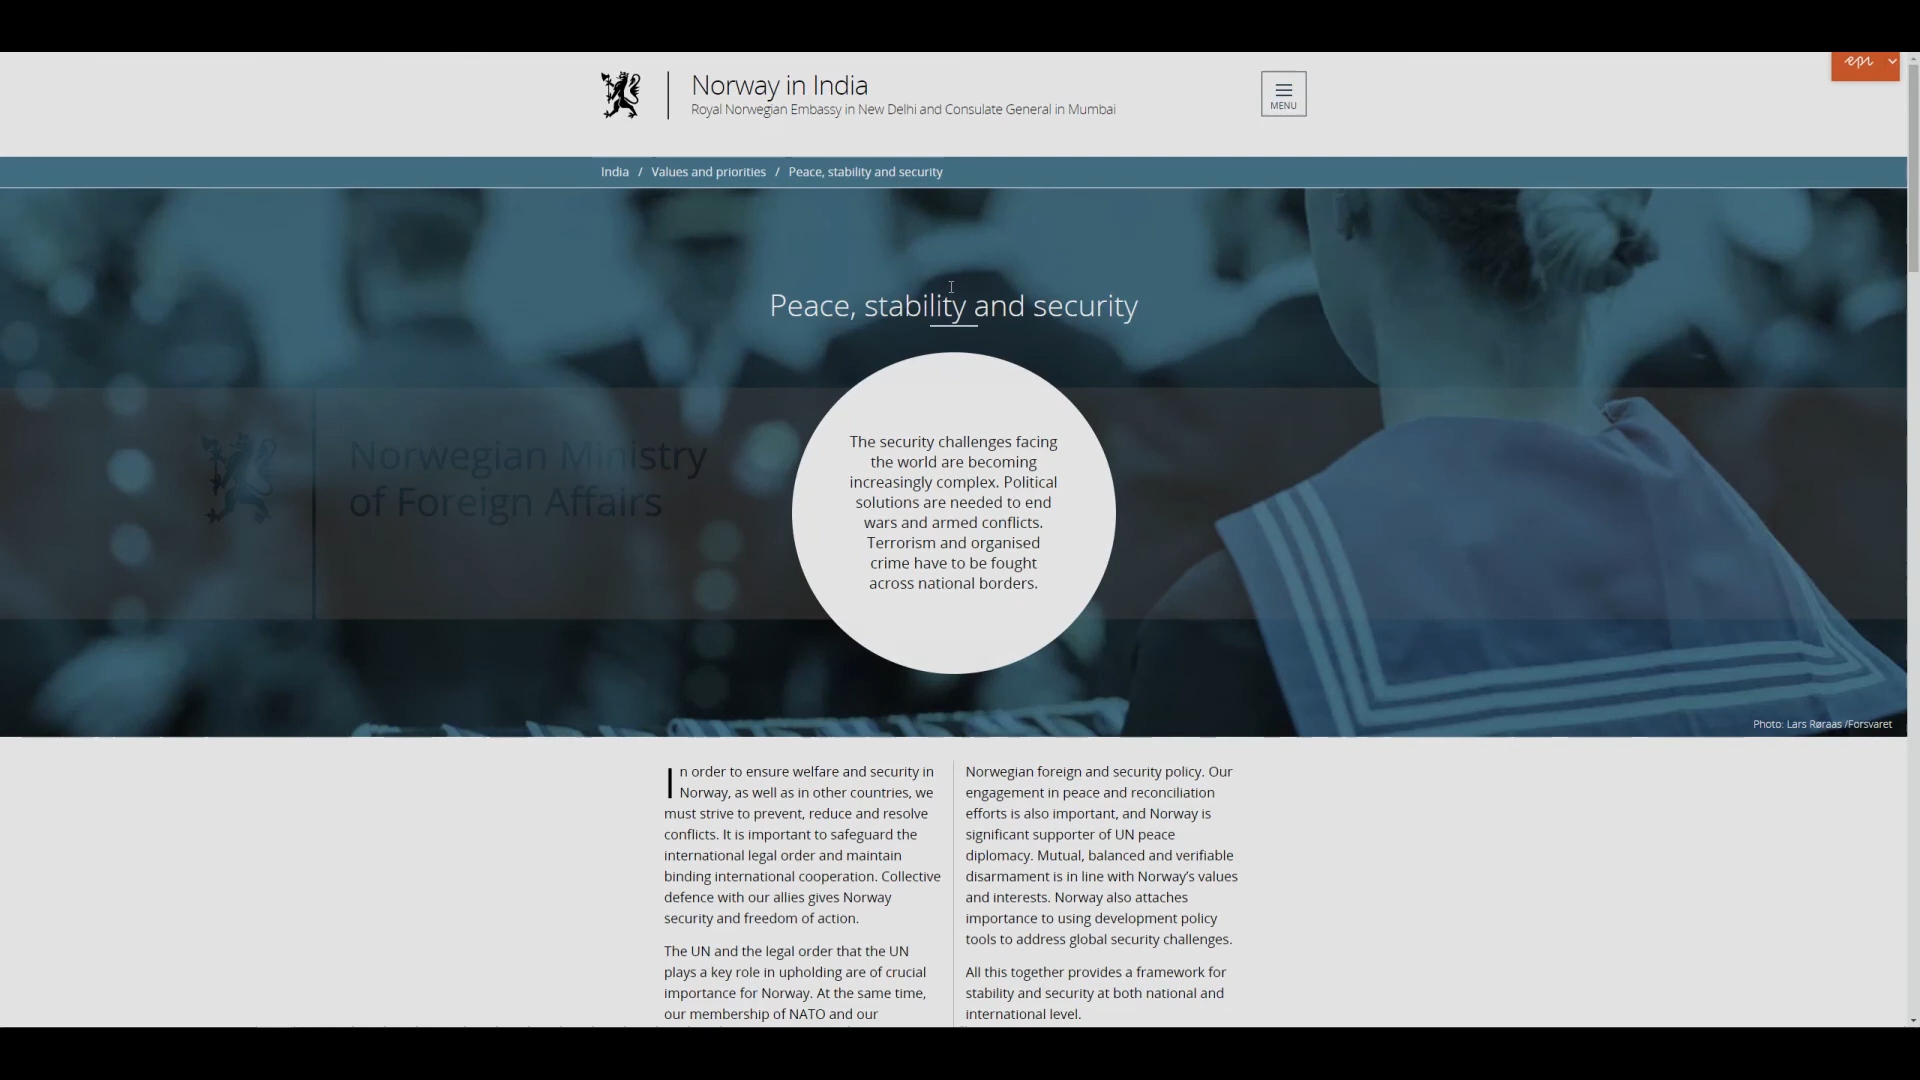 Norway in India
Royal Norwegian Embassy in New Delhi and Consulate General in Mumbai
MENU
epi
India / Values and priorities / Peace, stability and security
Peace, stability and security
Norwegian Ministry
of Foreign Affairs
The security challenges facing
the world are becoming
increasingly complex. Political
solutions are needed to end
wars and armed conflicts.
Terrorism and organised
crime have to be fought
across national borders.
Photo: Lars Røraas /Forsvaret
In order to ensure welfare and security in
Norway, as well as in other countries, we
must strive to prevent, reduce and resolve
conflicts. It is important to safeguard the
international legal order and maintain
binding international cooperation. Collective
defence with our allies gives Norway
security and freedom of action.
The UN and the legal order that the UN
plays a key role in upholding are of crucial
importance for Norway. At the same time,
our membership of NATO and our
Norwegian foreign and security policy. Our
engagement in peace and reconciliation
efforts is also important, and Norway is
significant supporter of UN peace
diplomacy. Mutual, balanced and verifiable
disarmament is in line with Norway’s values
and interests. Norway also attaches
importance to using development policy
tools to address global security challenges.
All this together provides a framework for
stability and security at both national and
international level.